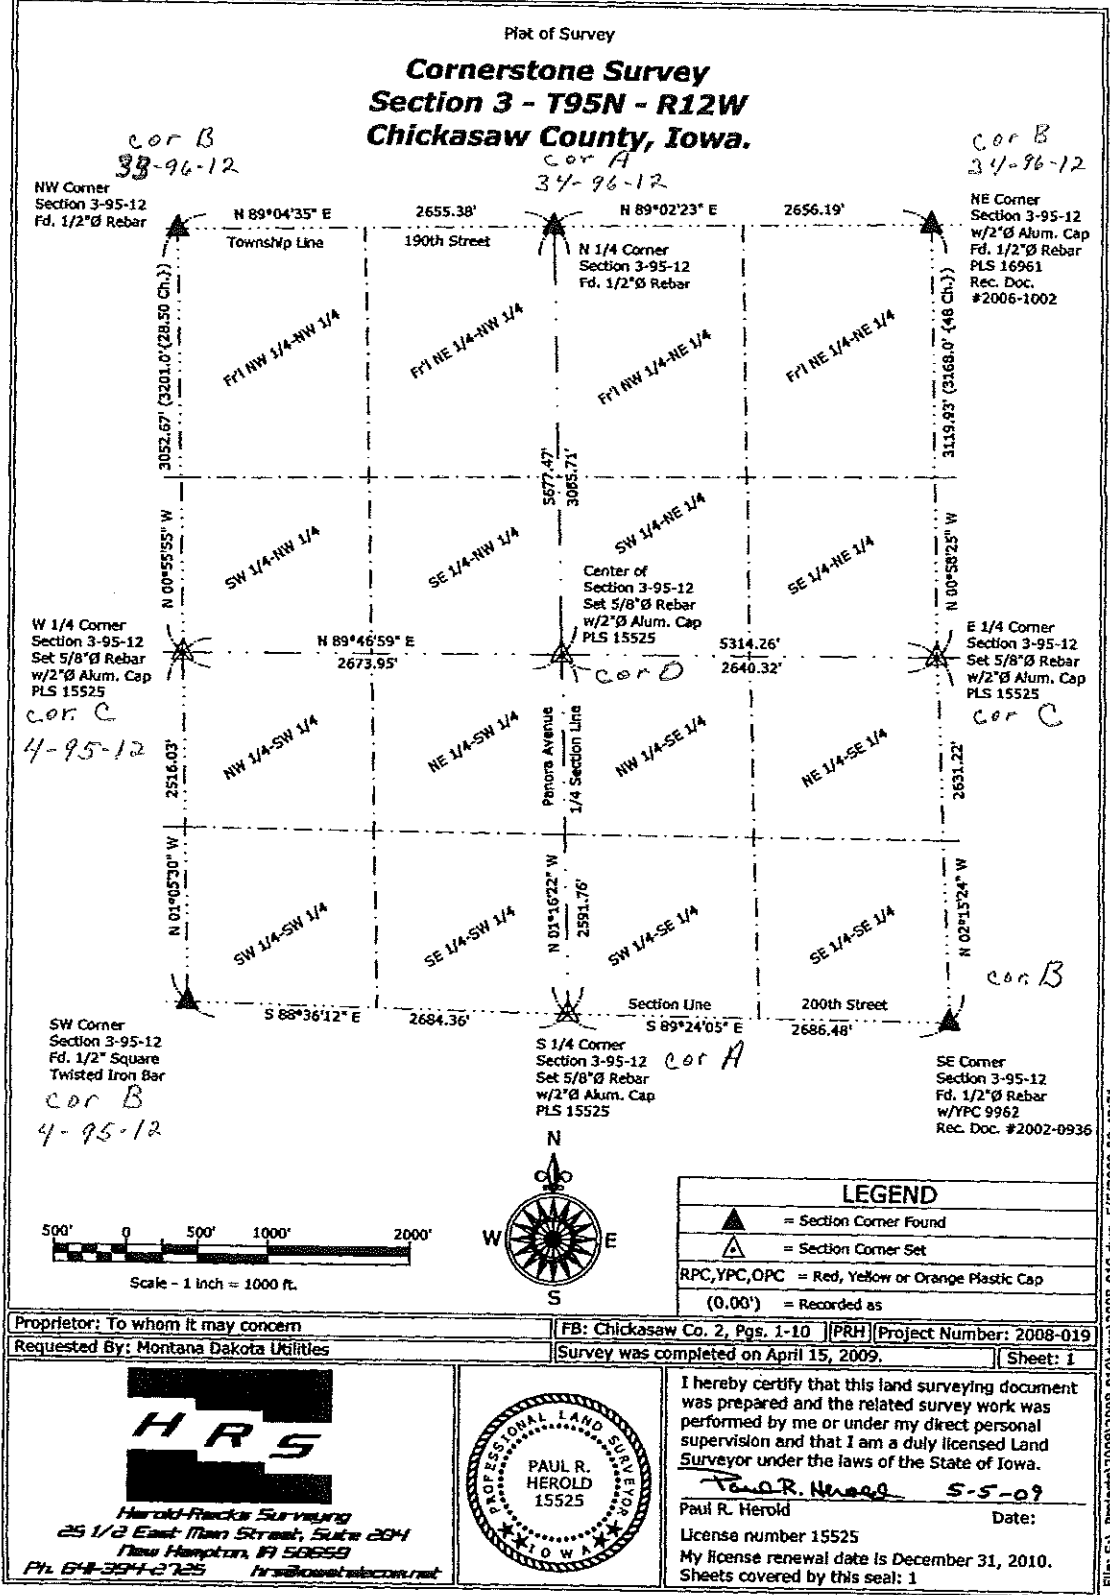 Plat of Survey
Cornerstone Survey
Section 3 - T95N - R12W
Chickasaw County, Iowa.
cor B
33-96-12
cor A
34-96-12
cor B
34-96-12
NW Corner
Section 3-95-12
Fd. 1/2"Ø Rebar
N 89°04'35" E
2655.38'
N 89°02'23" E
2656.19'
Township Line
190th Street
NE Corner
Section 3-95-12
w/2"Ø Alum. Cap
Fd. 1/2"Ø Rebar
PLS 16961
Rec. Doc.
#2006-1002
N 1/4 Corner
Section 3-95-12
Fd. 1/2"Ø Rebar
3052.67' (3201.0'{28.50 Ch.})
Fr'l NW 1/4-NW 1/4
Fr'l NE 1/4-NW 1/4
Fr'l NW 1/4-NE 1/4
Fr'l NE 1/4-NE 1/4
3119.93' (3168.0' {48 Ch.})
5677.47'
3085.71'
N 00°55'55" W
SW 1/4-NW 1/4
SE 1/4-NW 1/4
SW 1/4-NE 1/4
SE 1/4-NE 1/4
N 00°58'25" W
Center of
Section 3-95-12
Set 5/8"Ø Rebar
w/2"Ø Alum. Cap
PLS 15525
W 1/4 Corner
Section 3-95-12
Set 5/8"Ø Rebar
w/2"Ø Alum. Cap
PLS 15525
cor. C
4-95-12
N 89°46'59" E
2673.95'
cor D
5314.26'
2640.32'
E 1/4 Corner
Section 3-95-12
Set 5/8"Ø Rebar
w/2"Ø Alum. Cap
PLS 15525
cor C
2516.03'
NW 1/4-SW 1/4
NE 1/4-SW 1/4
Panora Avenue
1/4 Section Line
NW 1/4-SE 1/4
NE 1/4-SE 1/4
2631.22'
N 01°05'30" W
SW 1/4-SW 1/4
SE 1/4-SW 1/4
N 01°16'22" W
2591.76'
SW 1/4-SE 1/4
SE 1/4-SE 1/4
N 02°15'24" W
cor. B
S 88°36'12" E
2684.36'
Section Line
200th Street
S 89°24'05" E
2686.48'
SW Corner
Section 3-95-12
Fd. 1/2" Square
Twisted Iron Bar
cor B
4-95-12
S 1/4 Corner
Section 3-95-12
Set 5/8"Ø Rebar
w/2"Ø Alum. Cap
PLS 15525
cor A
SE Corner
Section 3-95-12
Fd. 1/2"Ø Rebar
w/YPC 9962
Rec. Doc. #2002-0936
N
W E
S
500' 0 500' 1000' 2000'
Scale - 1 inch = 1000 ft.
LEGEND
= Section Corner Found
= Section Corner Set
RPC,YPC,OPC = Red, Yellow or Orange Plastic Cap
(0.00') = Recorded as
Proprietor: To whom it may concern
FB: Chickasaw Co. 2, Pgs. 1-10 PRH Project Number: 2008-019
Requested By: Montana Dakota Utilities
Survey was completed on April 15, 2009. Sheet: 1
HRS
Herold-Reicks Surveying
25 1/2 East Main Street, Suite 204
New Hampton, IA 50659
Ph. 641-394-2725 hrs@iowatelecom.net
PROFESSIONAL LAND SURVEYOR
PAUL R.
HEROLD
15525
IOWA
I hereby certify that this land surveying document
was prepared and the related survey work was
performed by me or under my direct personal
supervision and that I am a duly licensed Land
Surveyor under the laws of the State of Iowa.
Paul R. Herold 5-5-09
Paul R. Herold Date:
License number 15525
My license renewal date is December 31, 2010.
Sheets covered by this seal: 1